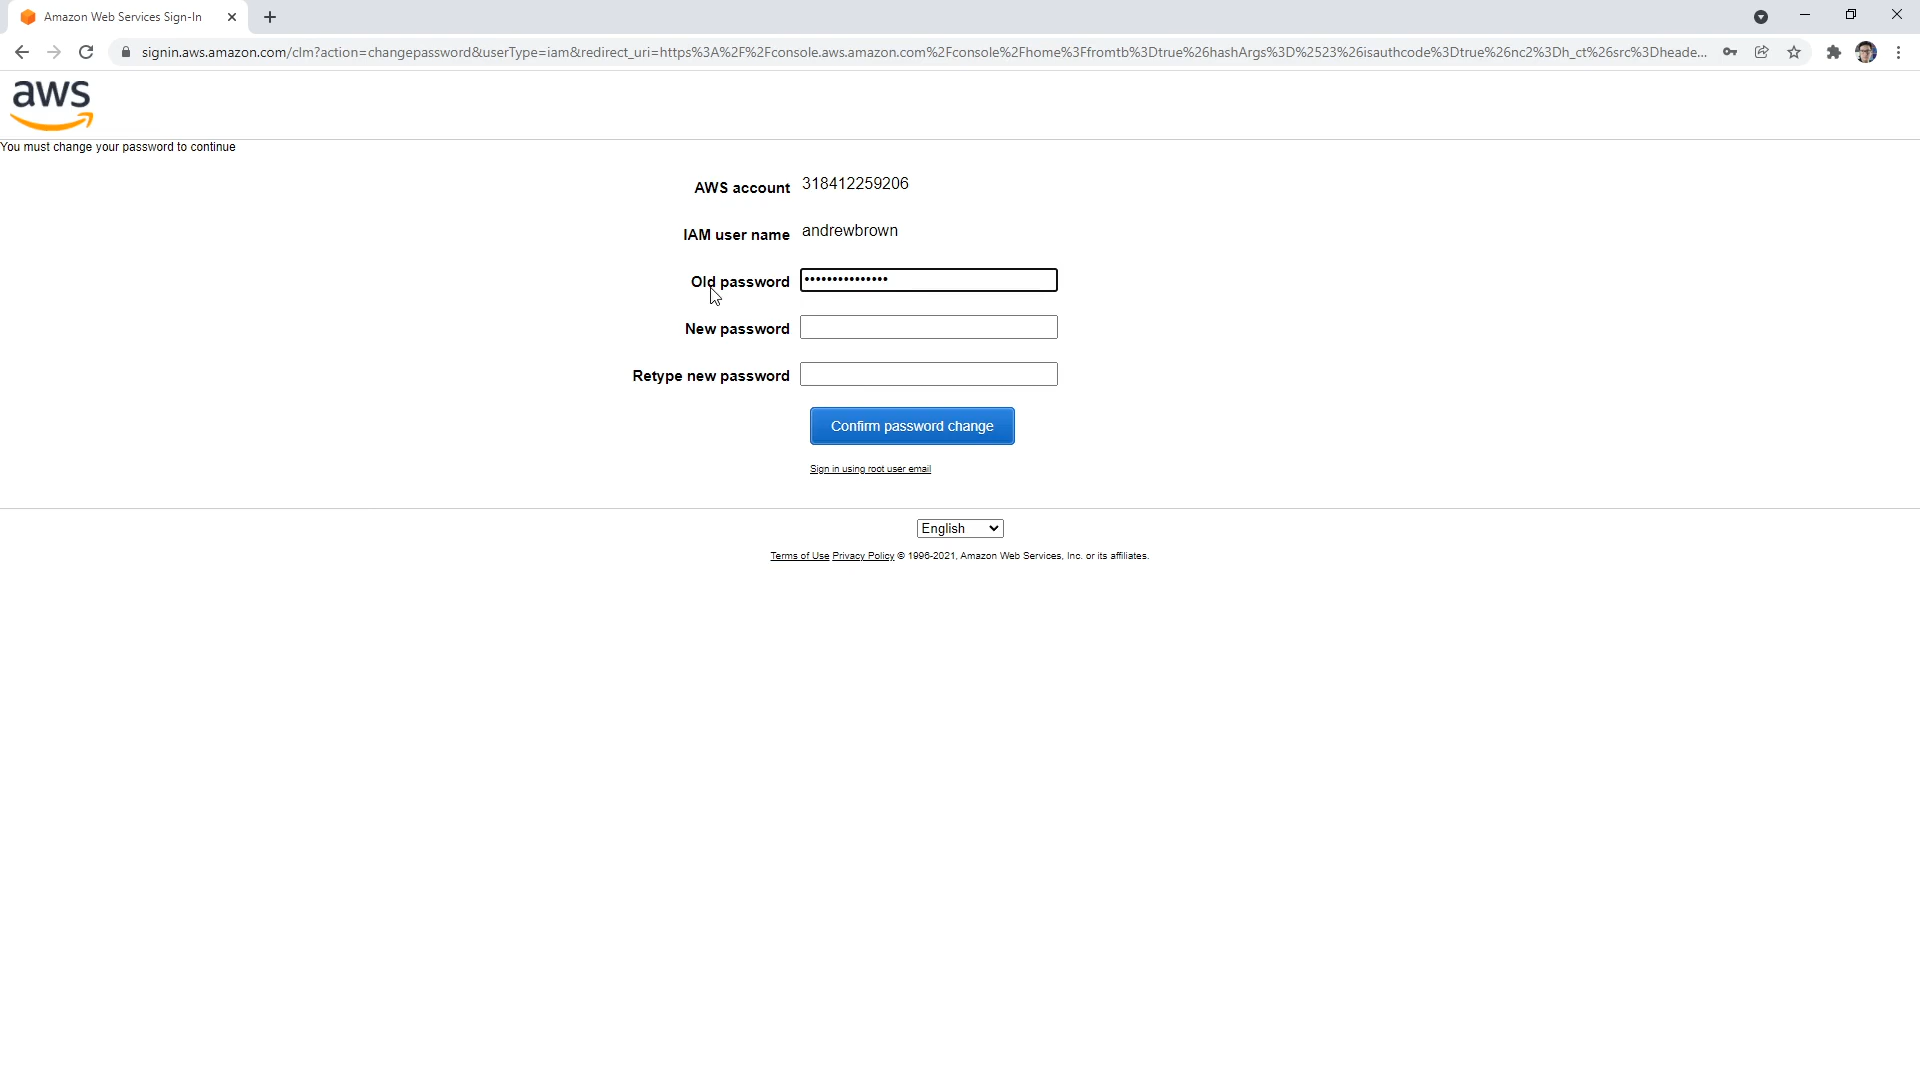 Amazon Web Services Sign-In
signin.aws.amazon.com/clm?action=changepassword&userType=iam&redirect_uri=https%3A%2F%2Fconsole.aws.amazon.com%2Fconsole%2Fhome%3Ffromtb%3Dtrue%26hashArgs%3D%2523%26isauthcode%3Dtrue%26nc2%3Dh_ct%26src%3Dheade...
aws
You must change your password to continue
AWS account 318412259206
IAM user name andrewbrown
Old password •••••••••••••••
New password
Retype new password
Confirm password change
Sign in using root user email
English
Terms of Use Privacy Policy © 1996-2021, Amazon Web Services, Inc. or its affiliates.